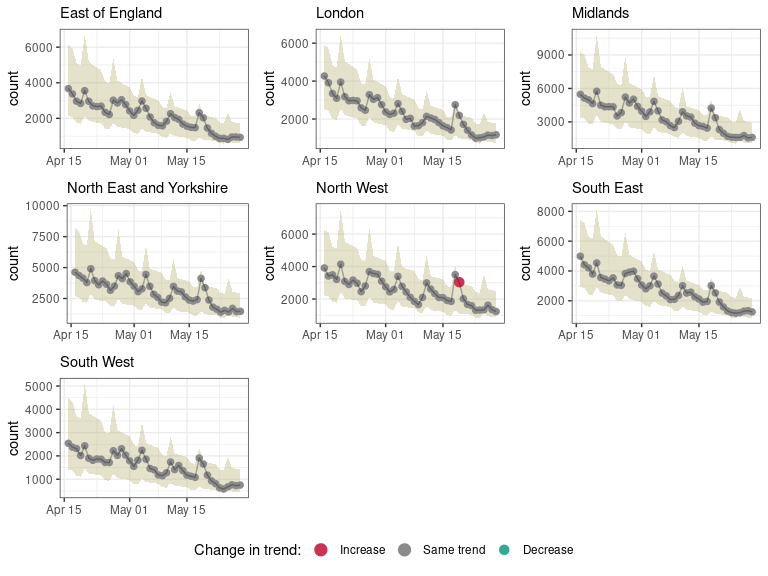 East of England London Midlands
count 6000 4000 2000
Apr 15 May 01 May 15
count 6000 4000 2000
Apr 15 May 01 May 15
count 9000 6000 3000
Apr 15 May 01 May 15
North East and Yorkshire North West South East
count 10000 7500 5000 2500
Apr 15 May 01 May 15
count 6000 4000 2000
Apr 15 May 01 May 15
count 8000 6000 4000 2000
Apr 15 May 01 May 15
South West
count 5000 4000 3000 2000 1000
Apr 15 May 01 May 15
Change in trend: Increase Same trend Decrease